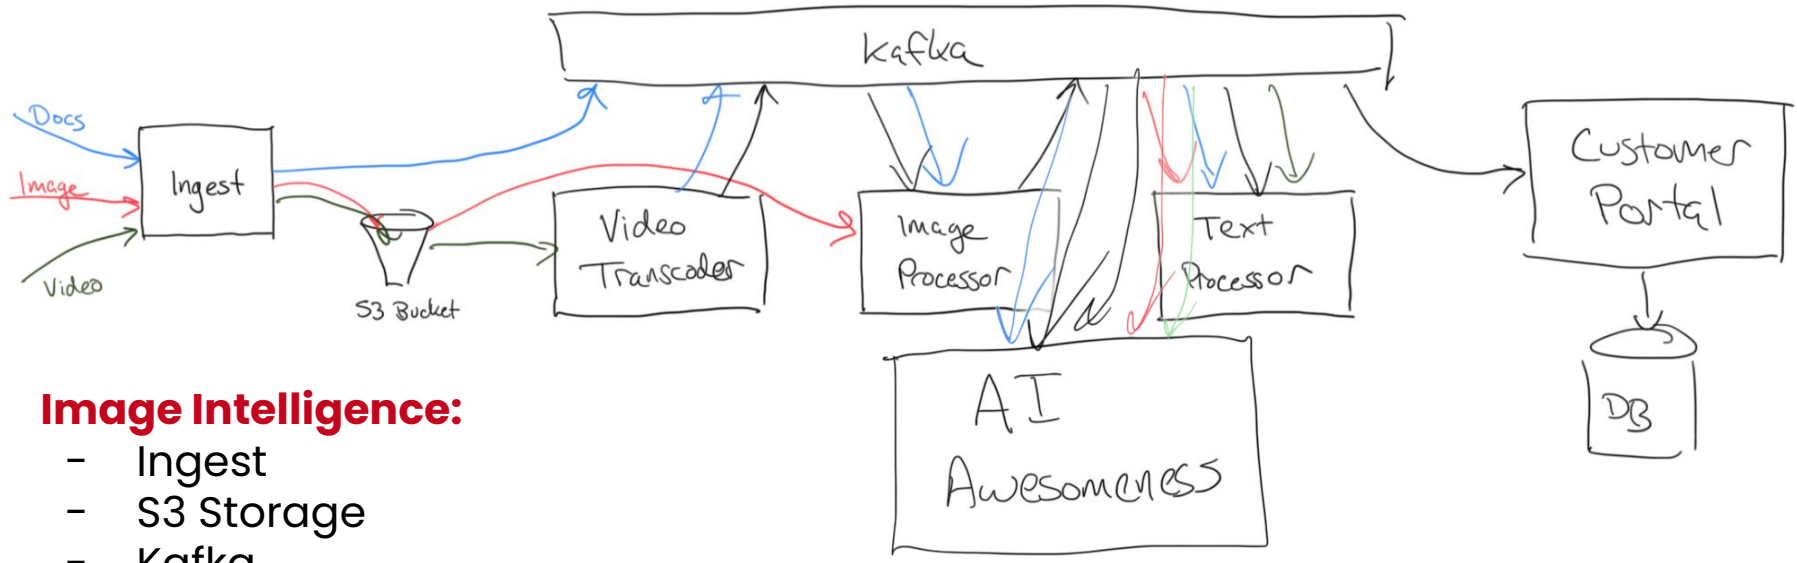 Kafka
Docs
Image
Video
Ingest
S3 Bucket
Video
Transcoder
Image
Processor
Text
Processor
Customer
Portal
DB
AI
Awesomeness
Image Intelligence:
- Ingest
- S3 Storage
- Kafka